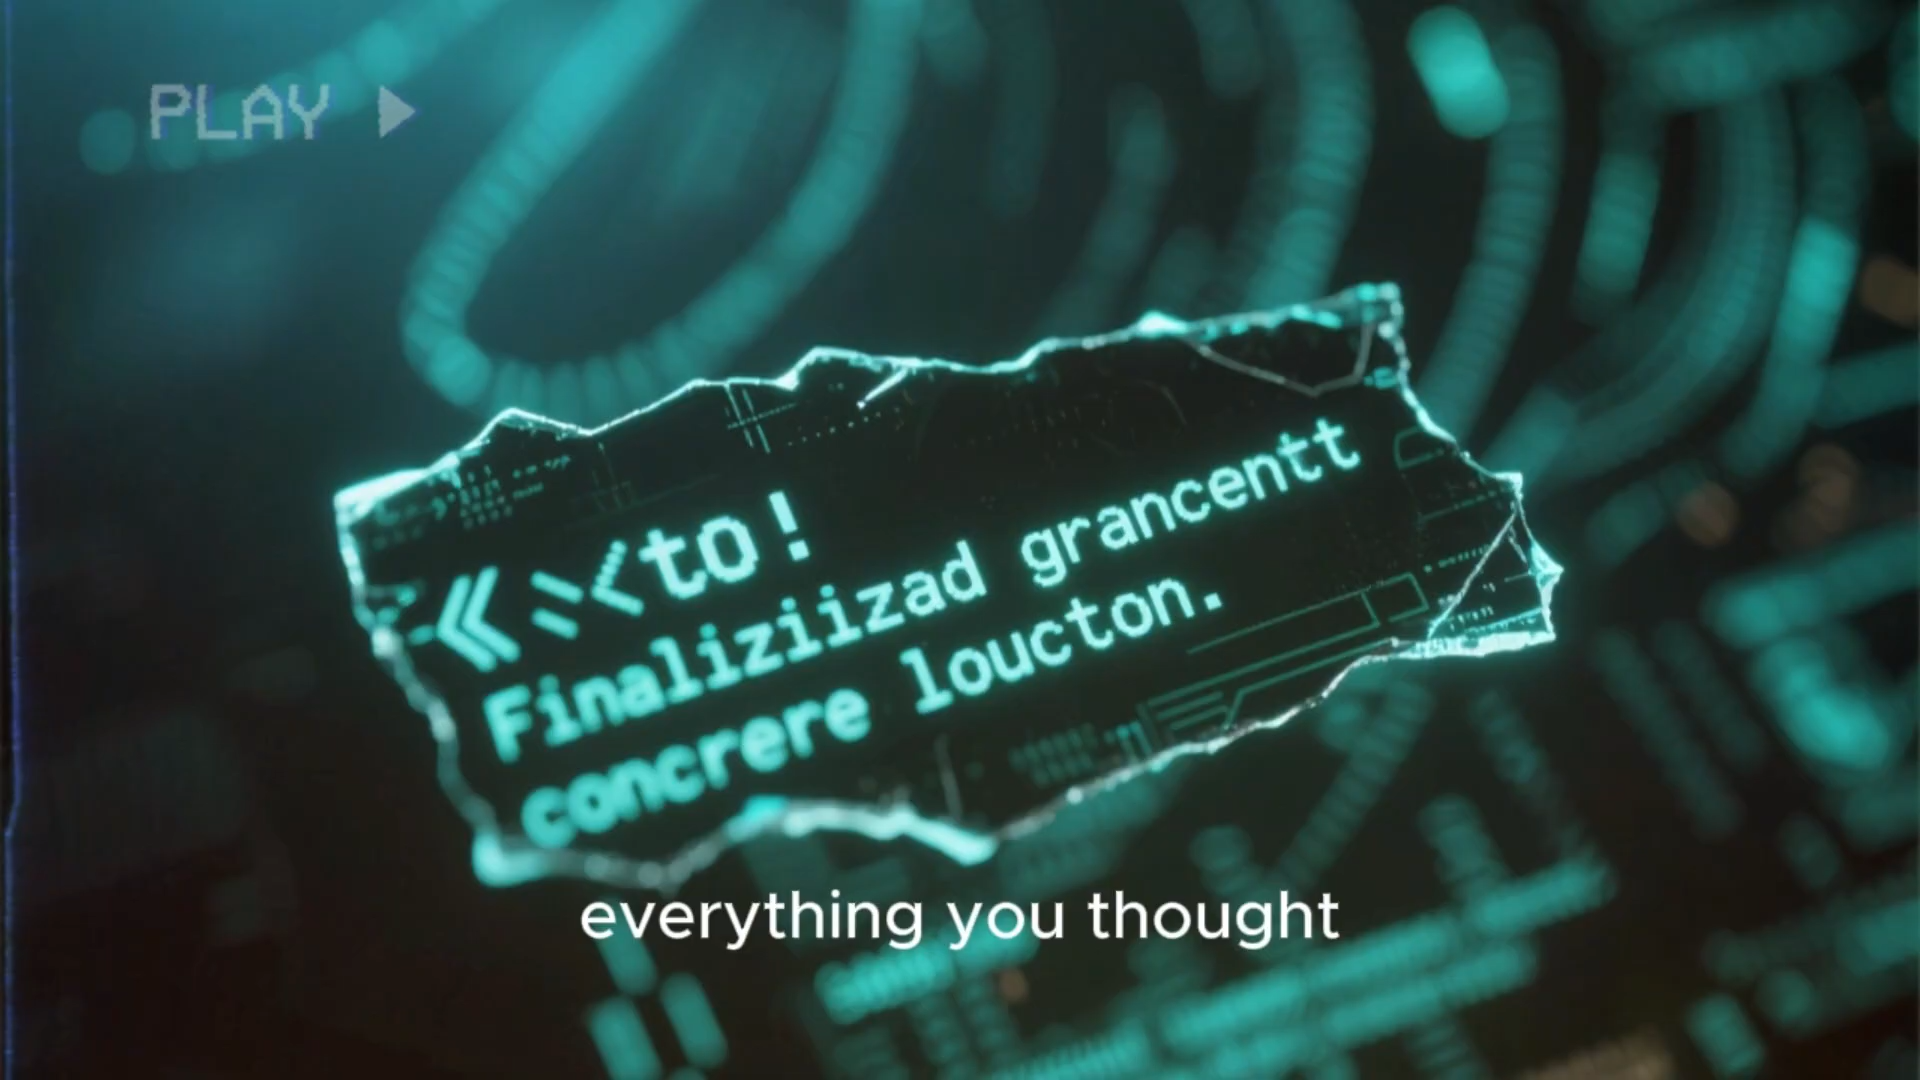 PLAY
to!
Finaliziizad grancentt
concrere loucton.
everything you thought